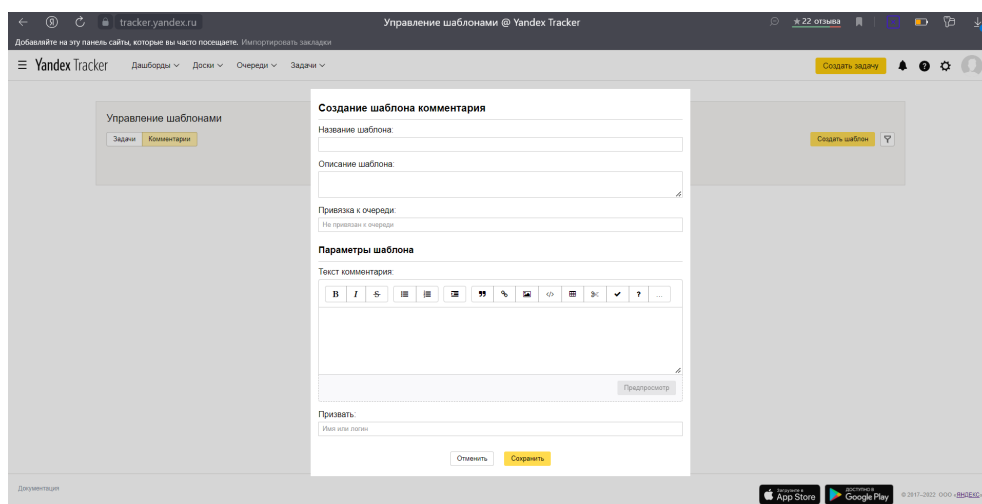 tracker.yandex.ru
Управление шаблонами @ Yandex Tracker
★ 22 отзыва
Добавляйте на эту панель сайты, которые вы часто посещаете. Импортировать закладки
Yandex Tracker
Дашборды
Доски
Очереди
Задачи
Создать задачу
Управление шаблонами
Задачи
Комментарии
Создать шаблон
Создание шаблона комментария
Название шаблона:
Описание шаблона:
Привязка к очереди:
Не привязан к очереди
Параметры шаблона
Текст комментария:
B I S </> ? ...
Предпросмотр
Призвать:
Имя или логин
Отменить
Сохранить
Документация
Загрузите в
App Store
ДОСТУПНО В
Google Play
© 2017–2022 ООО «ЯНДЕКС»